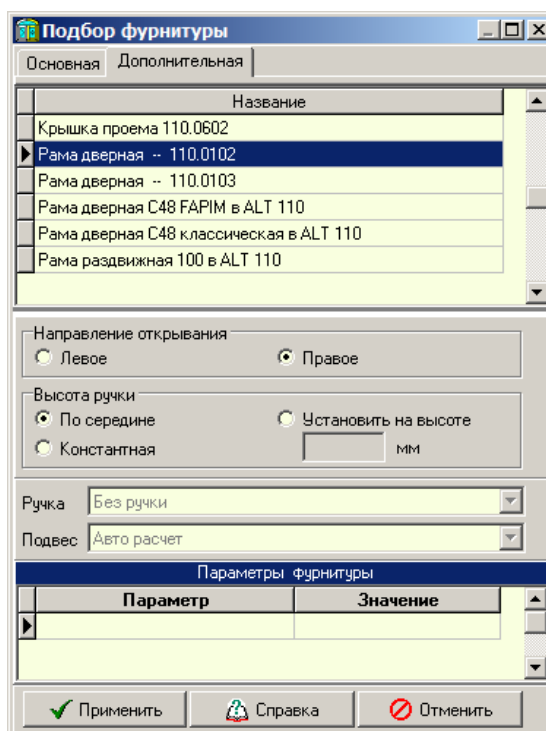 Подбор фурнитуры
Основная Дополнительная
Название
Крышка проема 110.0602
Рама дверная -- 110.0102
Рама дверная -- 110.0103
Рама дверная C48 FAPIM в ALT 110
Рама дверная C48 классическая в ALT 110
Рама раздвижная 100 в ALT 110
Направление открывания
Левое Правое
Высота ручки
По середине Установить на высоте
Константная мм
Ручка Без ручки
Подвес Авто расчет
Параметры фурнитуры
Параметр Значение
Применить Справка Отменить